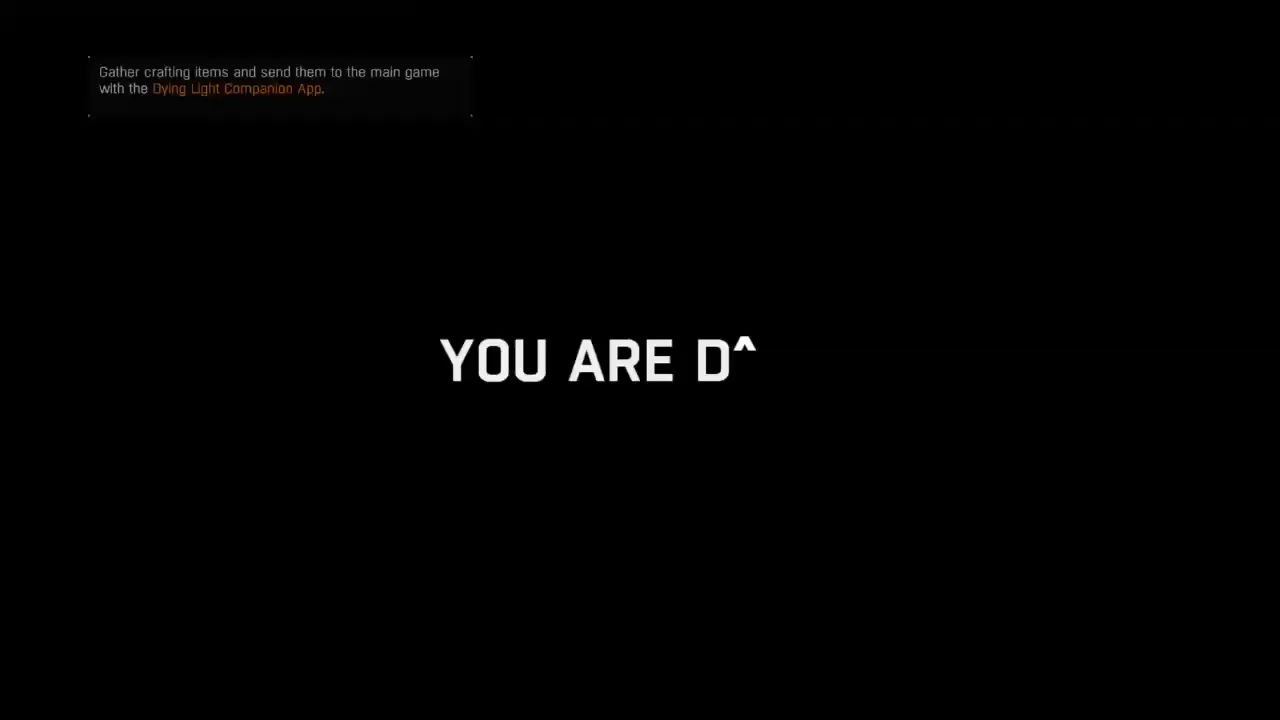 Gather crafting items and send them to the main game
with the Dying Light Companion App.
YOU ARE D^